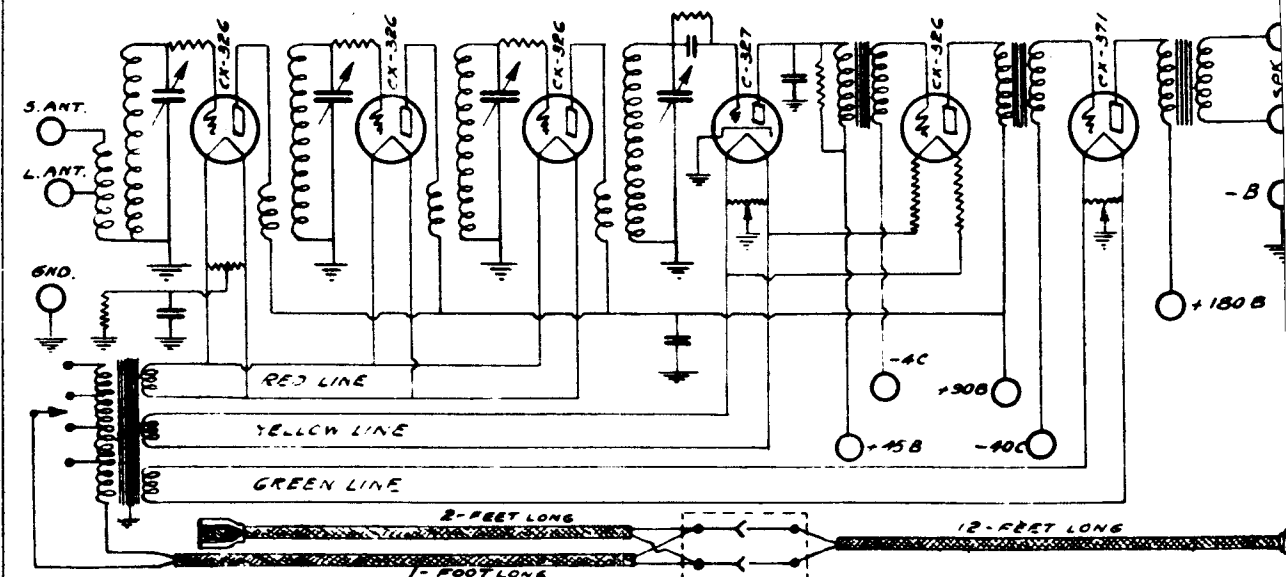 CX-326
CX-326
CX-326
C-327
CX-326
CX-371
S. ANT.
L. ANT.
GND.
SPK
- B
+ 180 B
-4C
+90B
+45B
-40C
RED LINE
YELLOW LINE
GREEN LINE
2-FEET LONG
12-FEET LONG
1-FOOT LONG